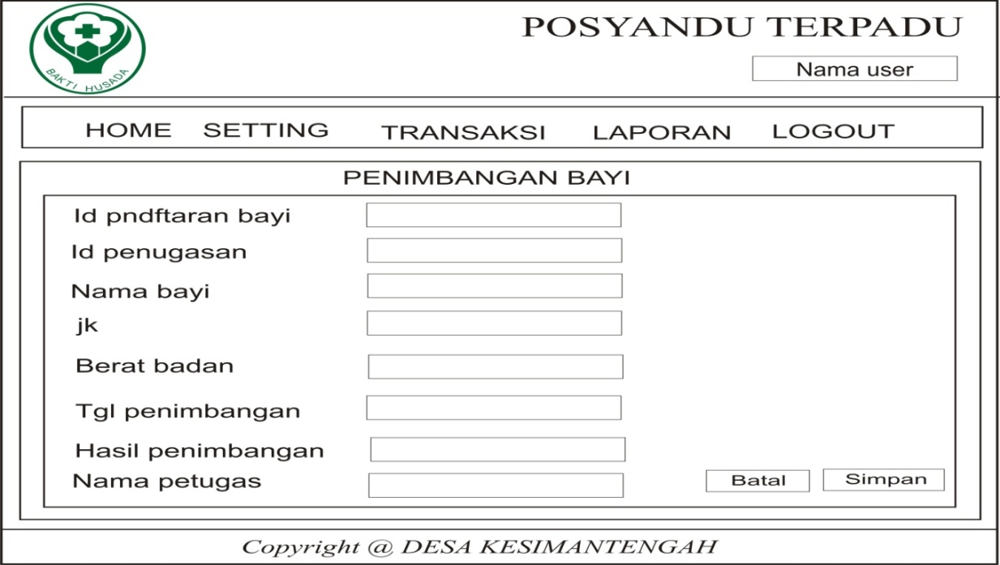 BAKTI HUSADA
POSYANDU TERPADU
Nama user
HOME SETTING TRANSAKSI LAPORAN LOGOUT
PENIMBANGAN BAYI
Id pndftaran bayi
Id penugasan
Nama bayi
jk
Berat badan
Tgl penimbangan
Hasil penimbangan
Nama petugas
Batal Simpan
Copyright @ DESA KESIMANTENGAH